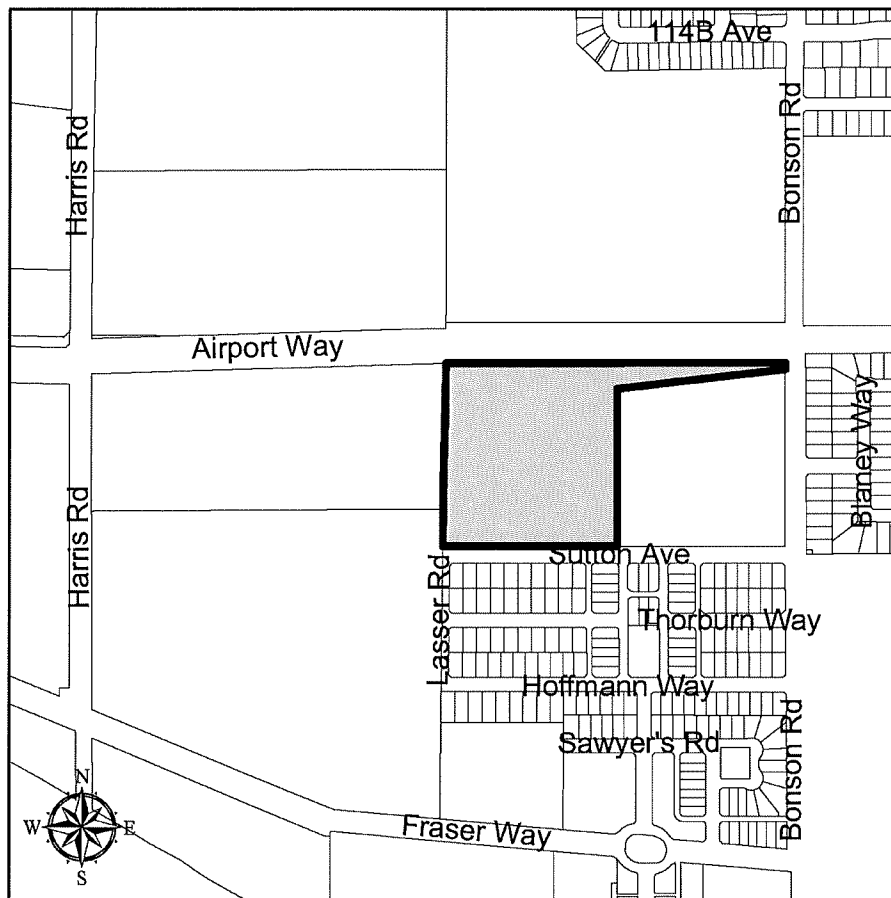 114B Ave
Harris Rd
Bonson Rd
Airport Way
Blaney Way
Harris Rd
Sutton Ave
Lasser Rd
Thorburn Way
Hoffmann Way
Sawyer's Rd
Bonson Rd
Fraser Way
N
W E
S